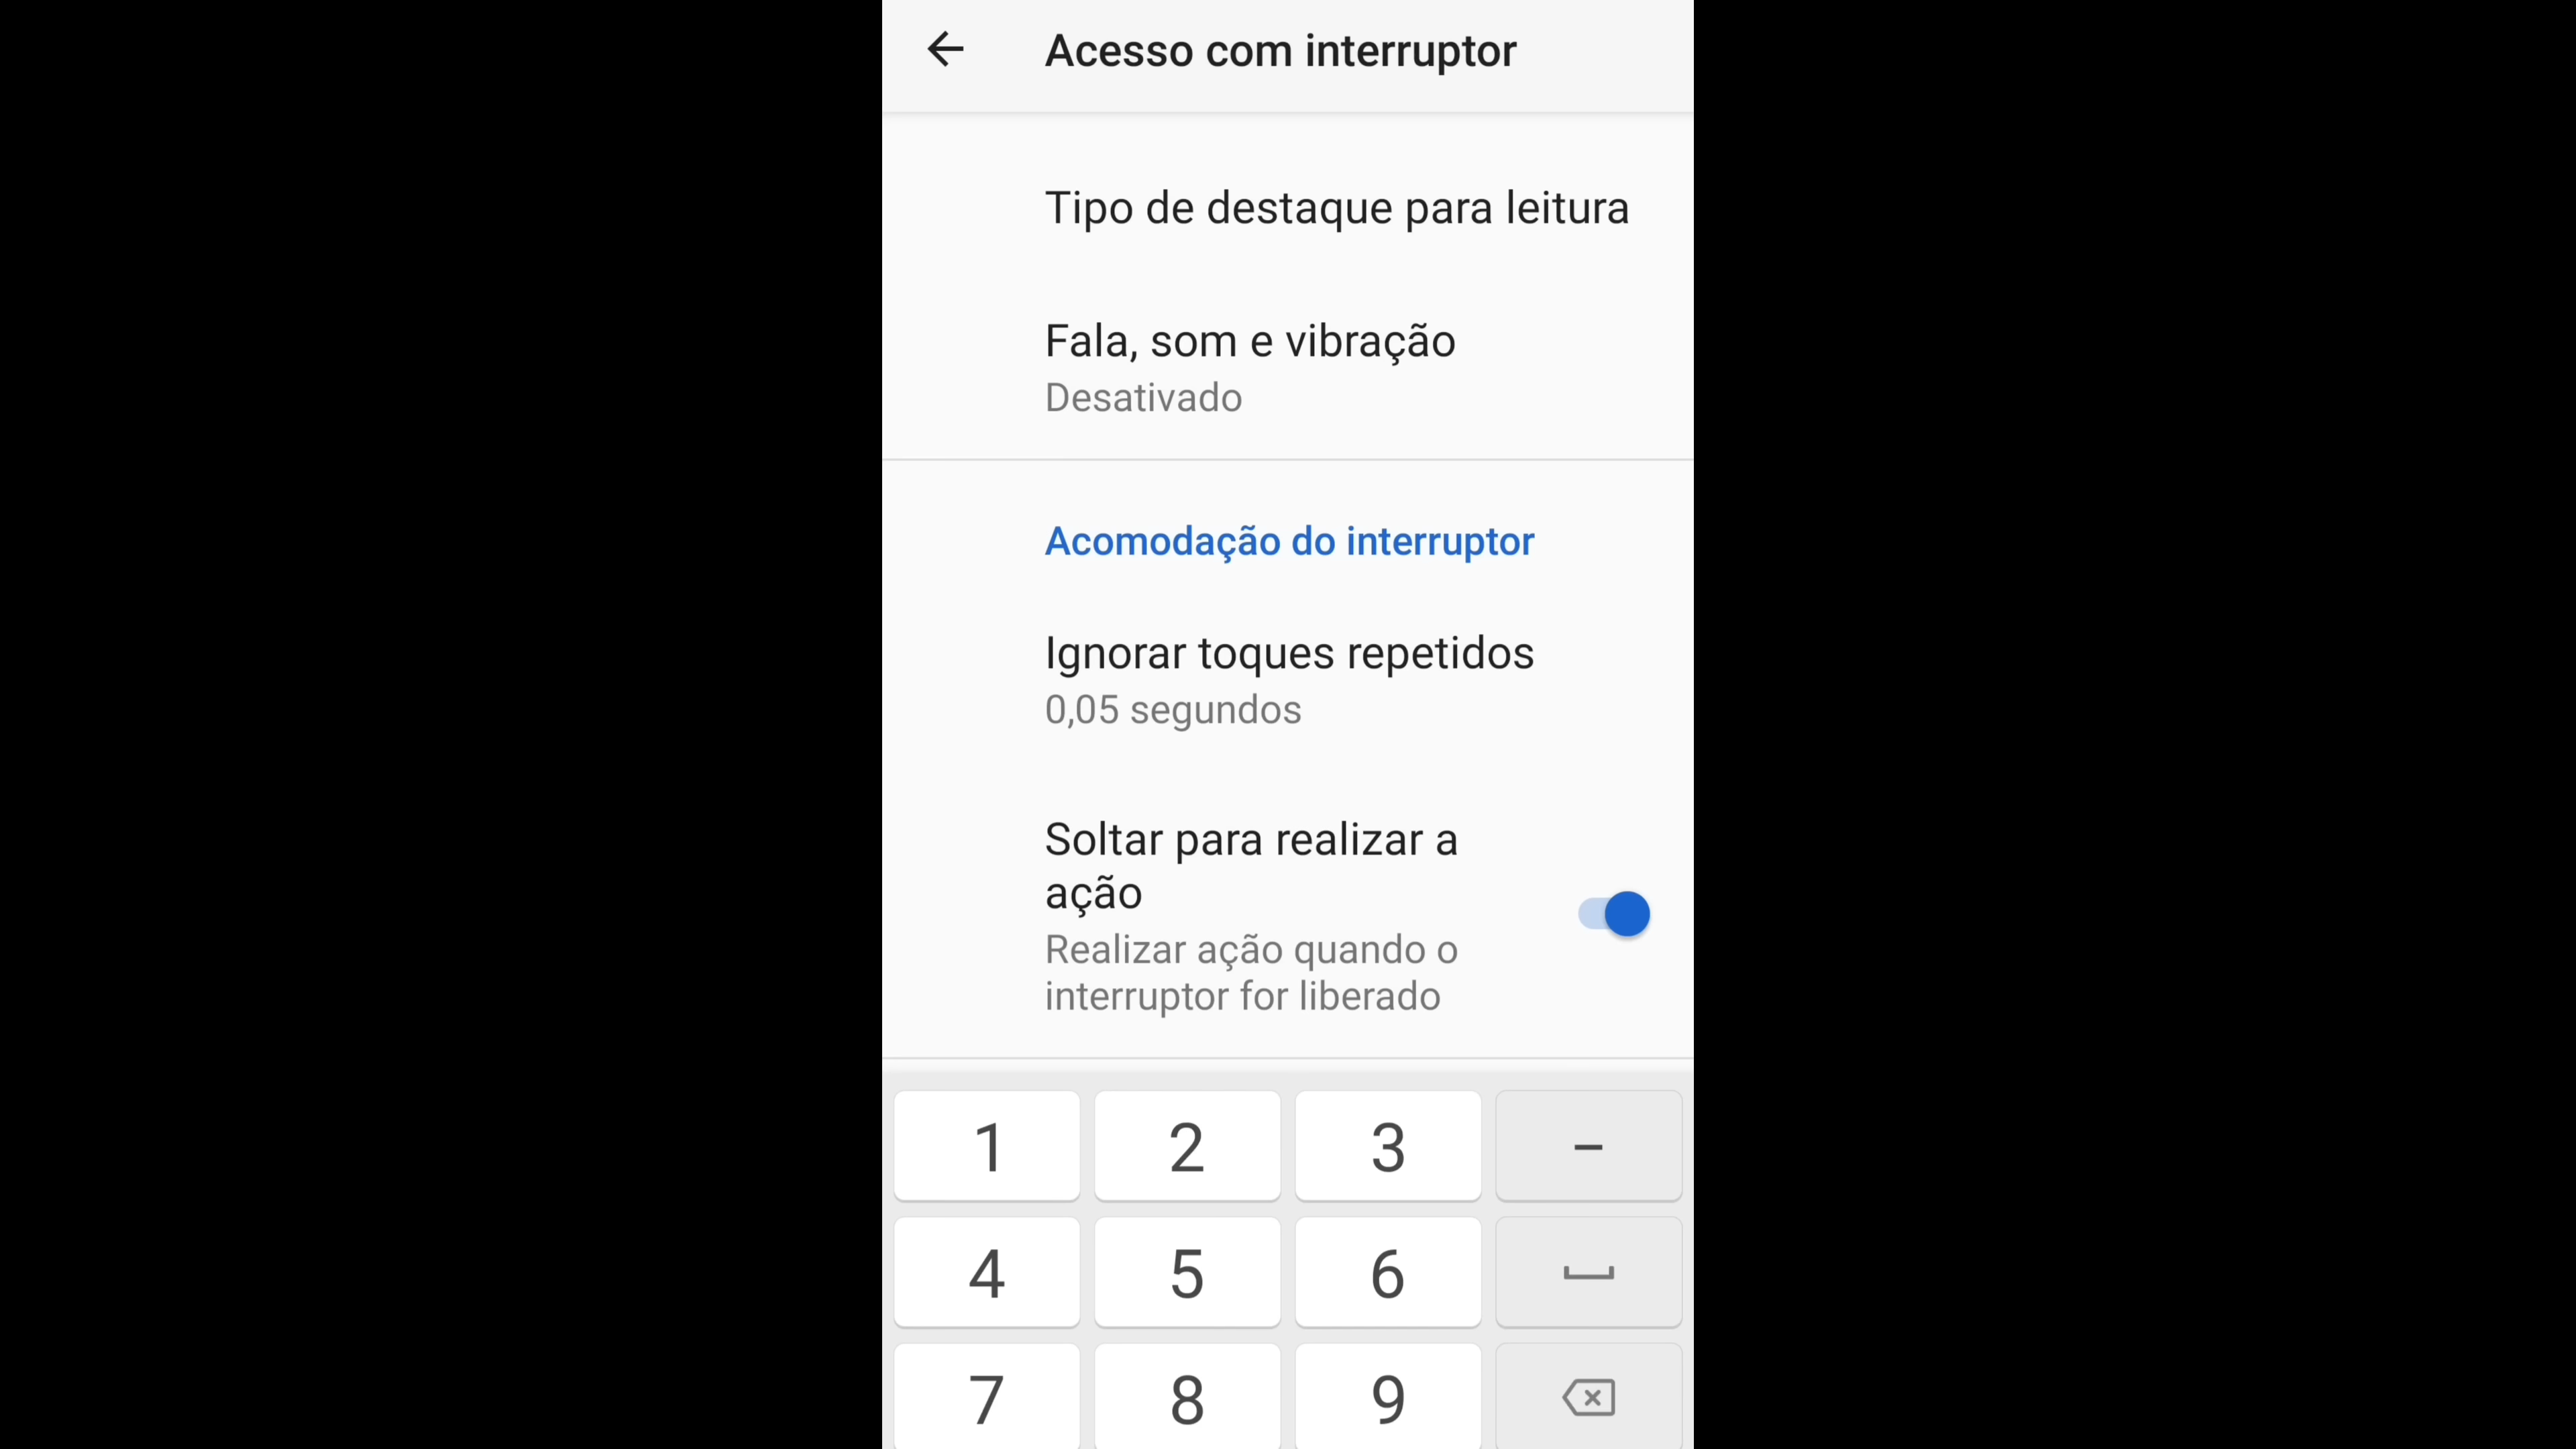 Acesso com interruptor
Tipo de destaque para leitura
Fala, som e vibração
Desativado
Acomodação do interruptor
Ignorar toques repetidos
0,05 segundos
Soltar para realizar a
ação
Realizar ação quando o
interruptor for liberado
1 2 3 –
4 5 6
7 8 9